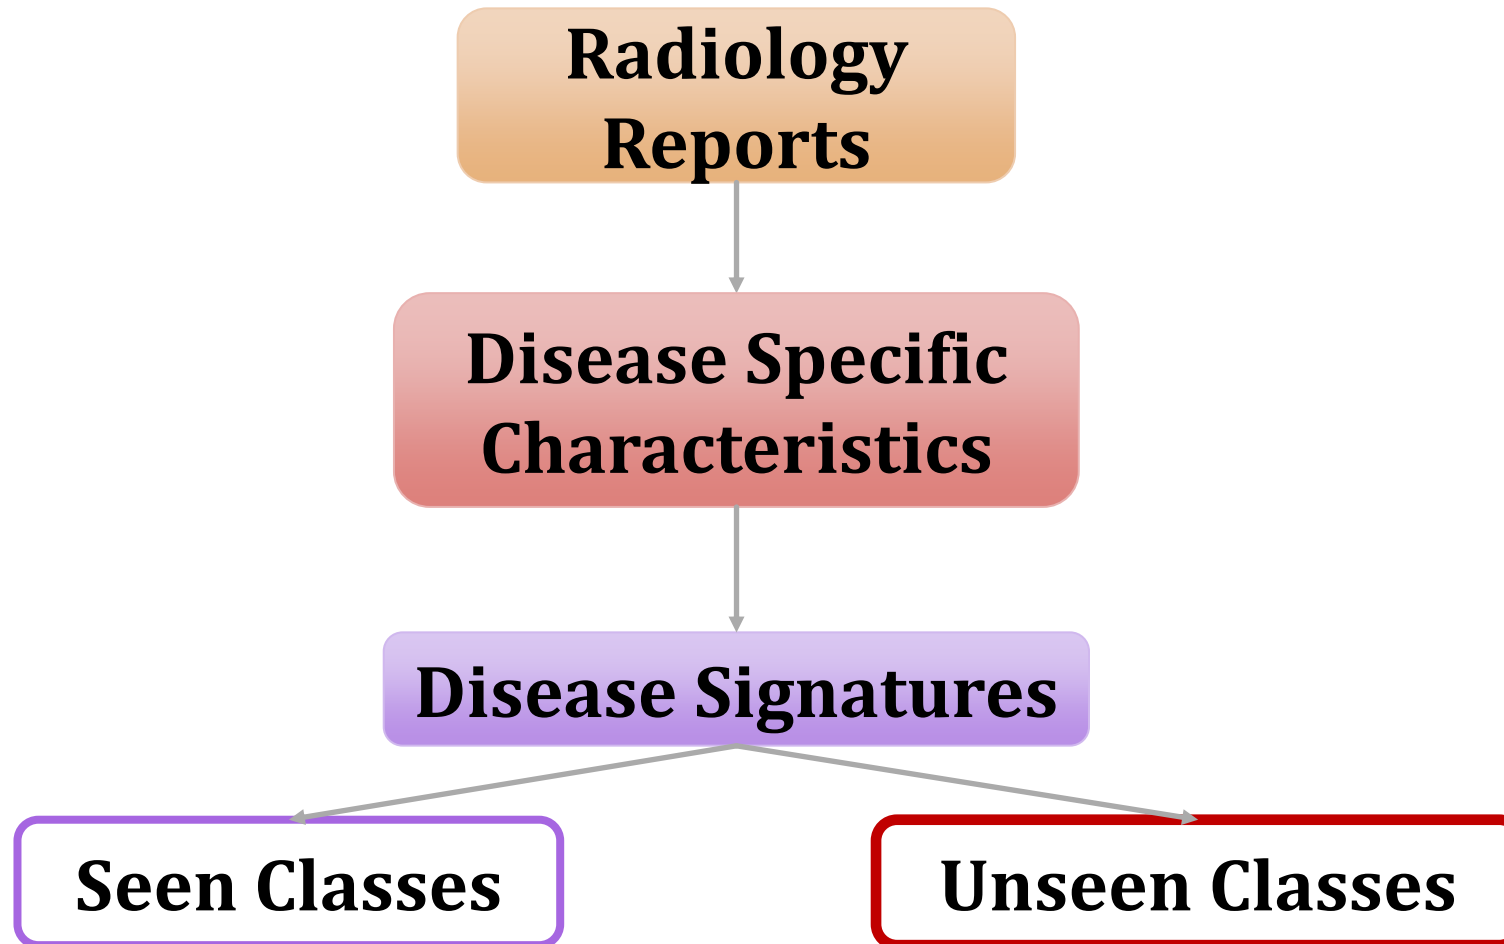 Radiology
Reports
Disease Specific
Characteristics
Disease Signatures
Seen Classes
Unseen Classes